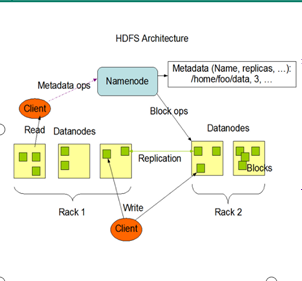 HDFS Architecture
Metadata (Name, replicas, ...):
/home/foo/data, 3, ...
Namenode
Metadata ops
Client
Block ops
Read
Datanodes
Datanodes
Replication
Blocks
Write
Rack 1
Rack 2
Client